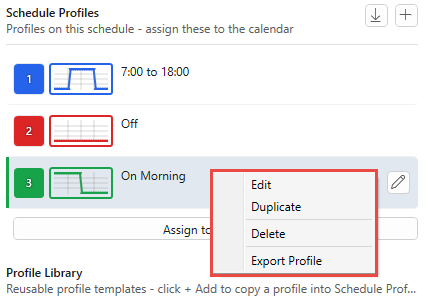 Schedule Profiles
Profiles on this schedule - assign these to the calendar
1 7:00 to 18:00
2 Off
3 On Morning
Edit
Duplicate
Assign to
Delete
Export Profile
Profile Library
Reusable profile templates - click + Add to copy a profile into Schedule Prof...